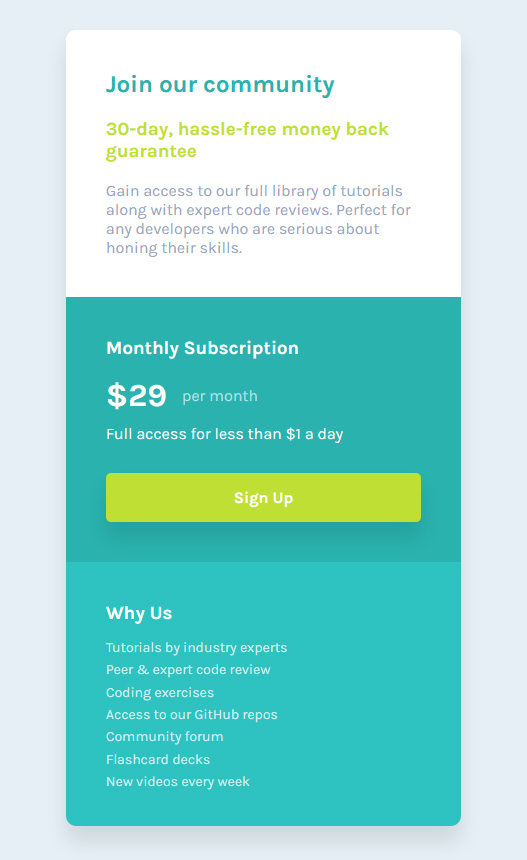 Join our community
30-day, hassle-free money back
guarantee
Gain access to our full library of tutorials
along with expert code reviews. Perfect for
any developers who are serious about
honing their skills.
Monthly Subscription
$29 per month
Full access for less than $1 a day
Sign Up
Why Us
Tutorials by industry experts
Peer & expert code review
Coding exercises
Access to our GitHub repos
Community forum
Flashcard decks
New videos every week